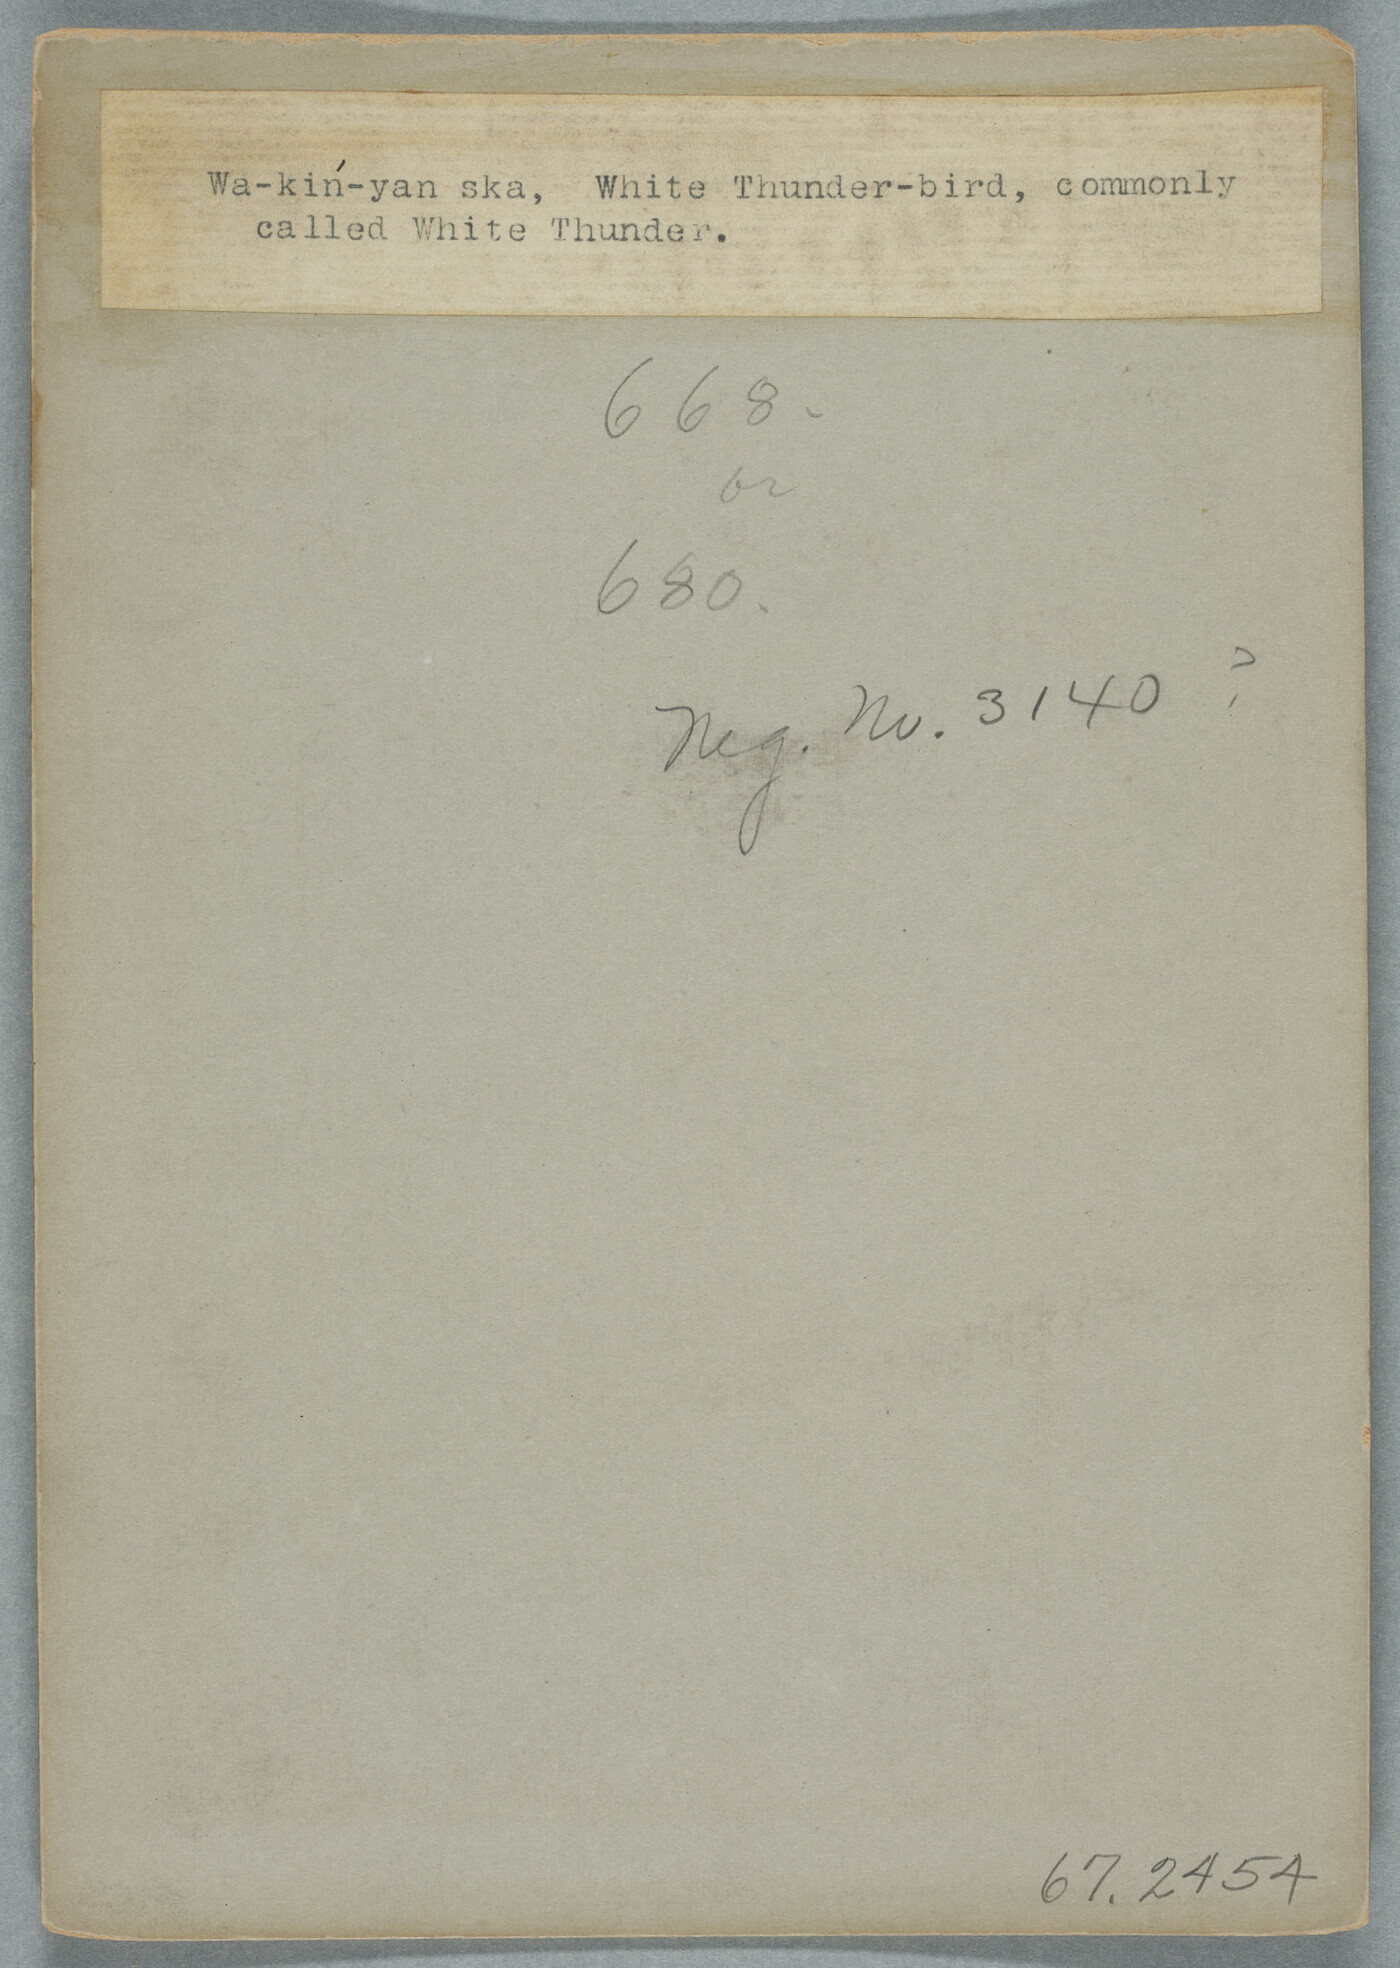 Wa-kiń-yan ska, White Thunder-bird, commonly
called White Thunder.
668.
or
680.
Neg. No. 3140 ?
67.2454